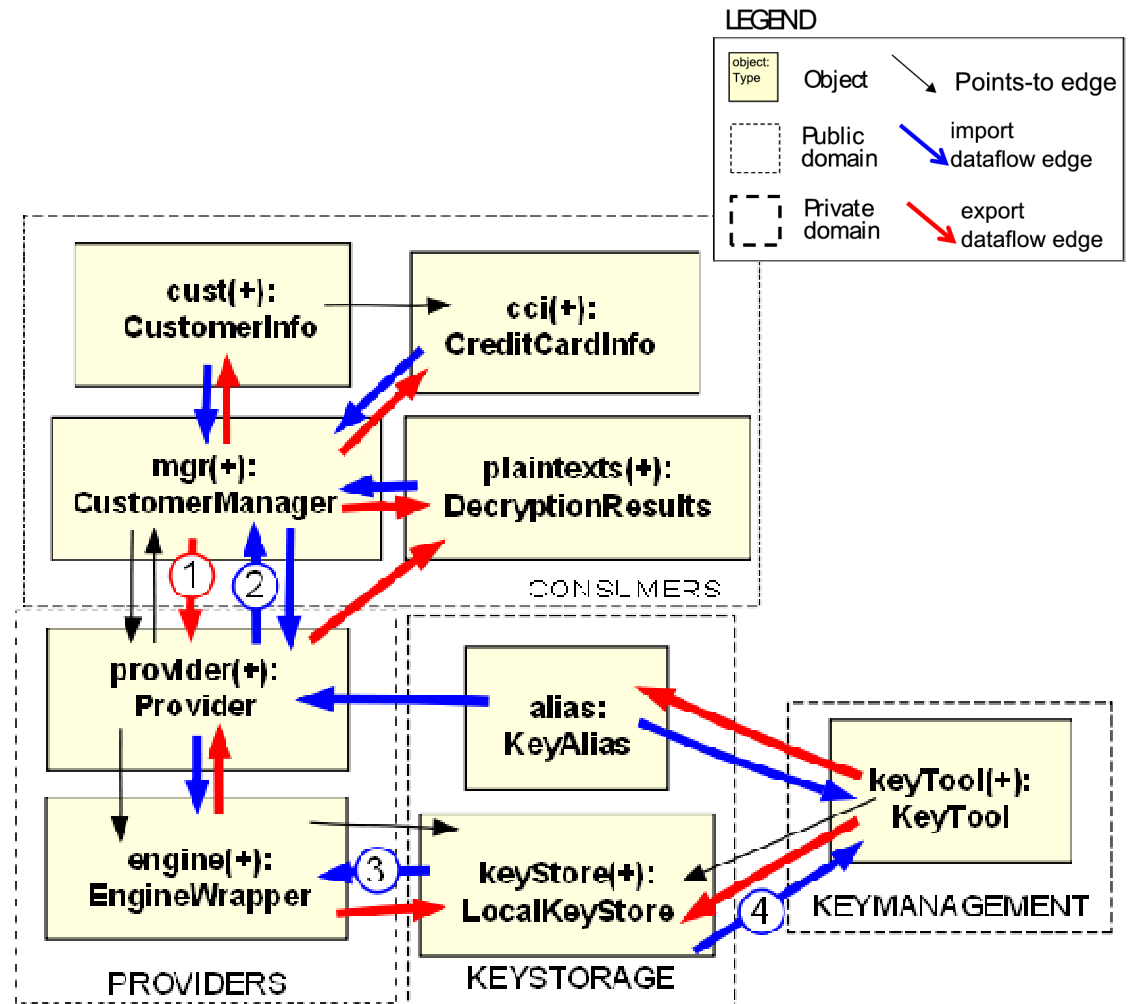 LEGEND
object:
Type
Object
Points-to edge
Public
domain
import
dataflow edge
Private
domain
export
dataflow edge
cust(+):
CustomerInfo
cci(+):
CreditCardInfo
mgr(+):
CustomerManager
plaintexts(+):
DecryptionResults
1
2
CONSUMERS
provider(+):
Provider
alias:
KeyAlias
keyTool(+):
KeyTool
engine(+):
EngineWrapper
3
keyStore(+):
LocalKeyStore
4
KEYMANAGEMENT
PROVIDERS
KEYSTORAGE